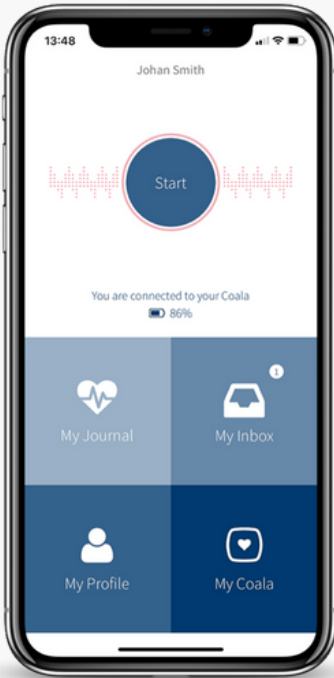 13:48
Johan Smith
Start
You are connected to your Coala
86%
1
My Journal
My Inbox
My Profile
My Coala